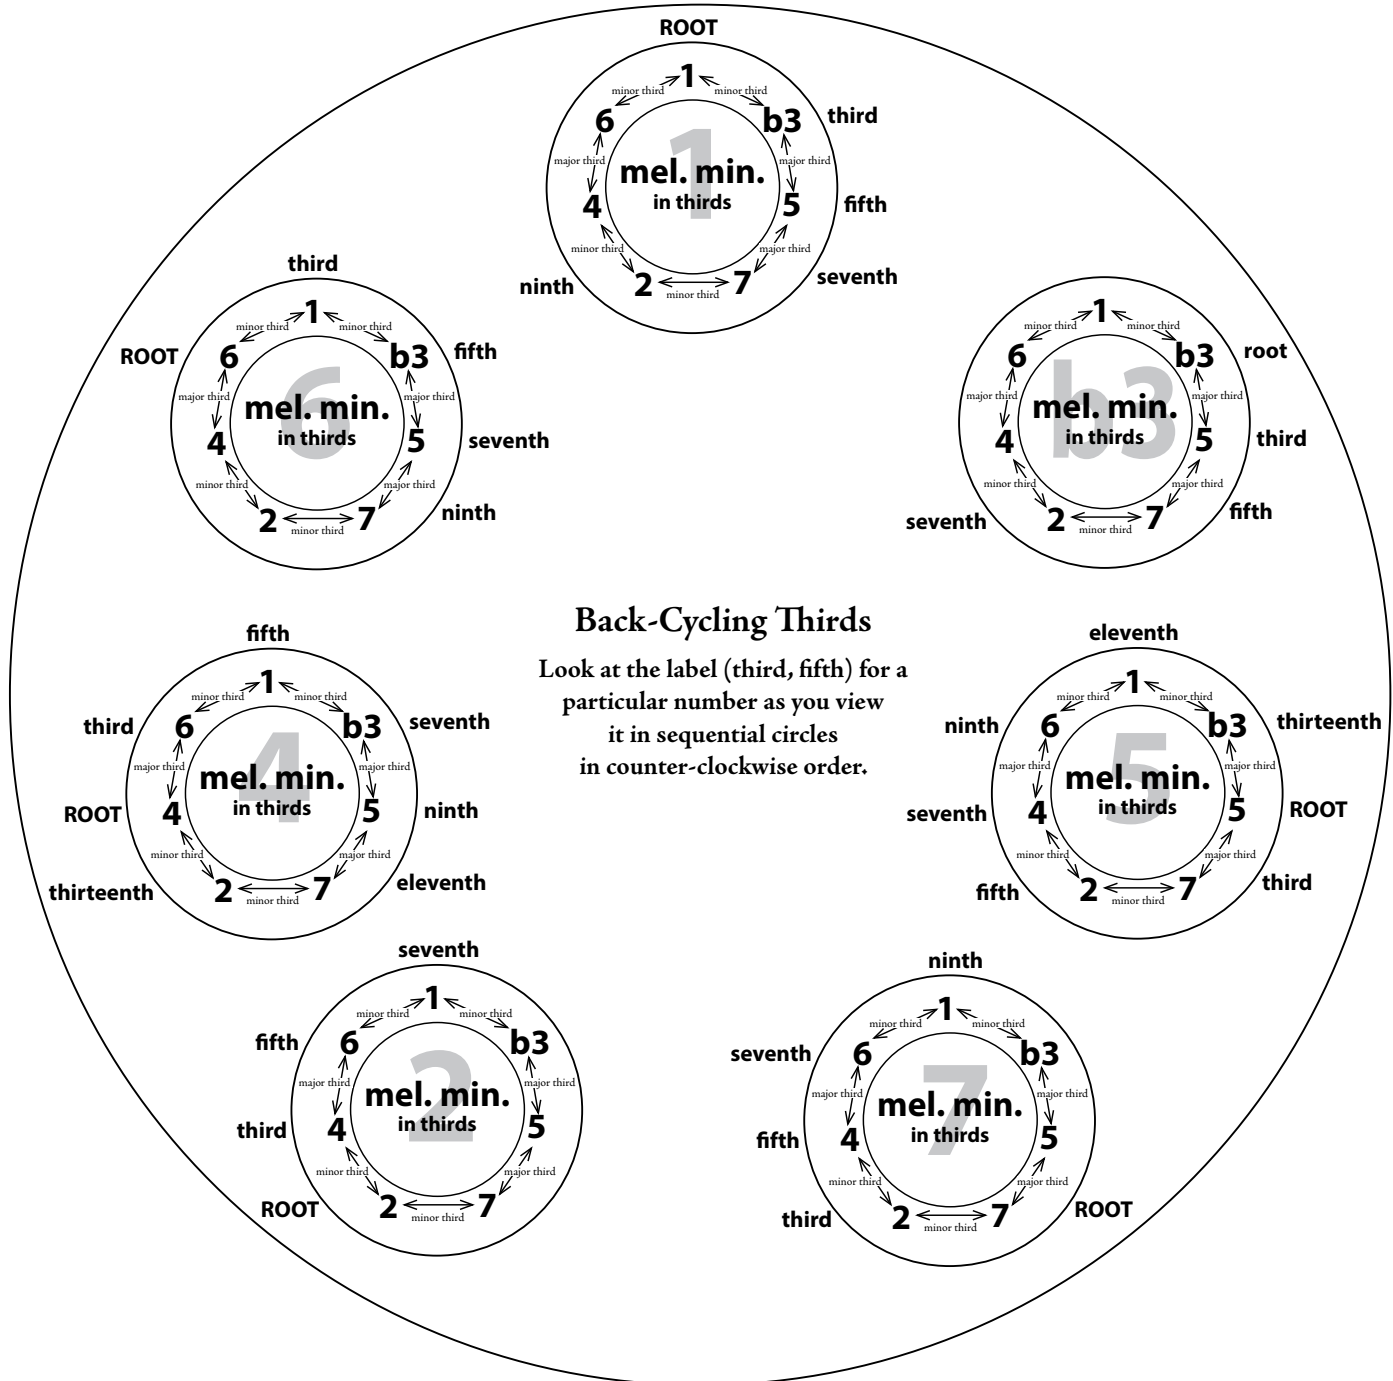 ROOT
1
minor third
minor third
6
b3
third
1
major third
major third
mel. min.
in thirds
4
5
fifth
minor third
major third
ninth
2
7
seventh
minor third
third
1
minor third
minor third
ROOT
6
b3
fifth
6
major third
major third
mel. min.
in thirds
4
5
seventh
minor third
major third
2
7
ninth
minor third
1
minor third
minor third
6
b3
root
b3
major third
major third
mel. min.
in thirds
4
5
third
minor third
major third
seventh
2
7
fifth
minor third
Back-Cycling Thirds
Look at the label (third, fifth) for a
particular number as you view
it in sequential circles
in counter-clockwise order.
fifth
1
minor third
minor third
third
6
b3
seventh
4
major third
major third
mel. min.
in thirds
ROOT
4
5
ninth
minor third
major third
thirteenth
2
7
eleventh
minor third
eleventh
1
minor third
minor third
ninth
6
b3
thirteenth
5
major third
major third
mel. min.
in thirds
seventh
4
5
ROOT
minor third
major third
fifth
2
7
third
minor third
seventh
1
minor third
minor third
fifth
6
b3
2
major third
major third
mel. min.
in thirds
third
4
5
minor third
major third
ROOT
2
7
minor third
ninth
1
minor third
minor third
seventh
6
b3
7
major third
major third
mel. min.
in thirds
fifth
4
5
minor third
major third
third
2
7
ROOT
minor third